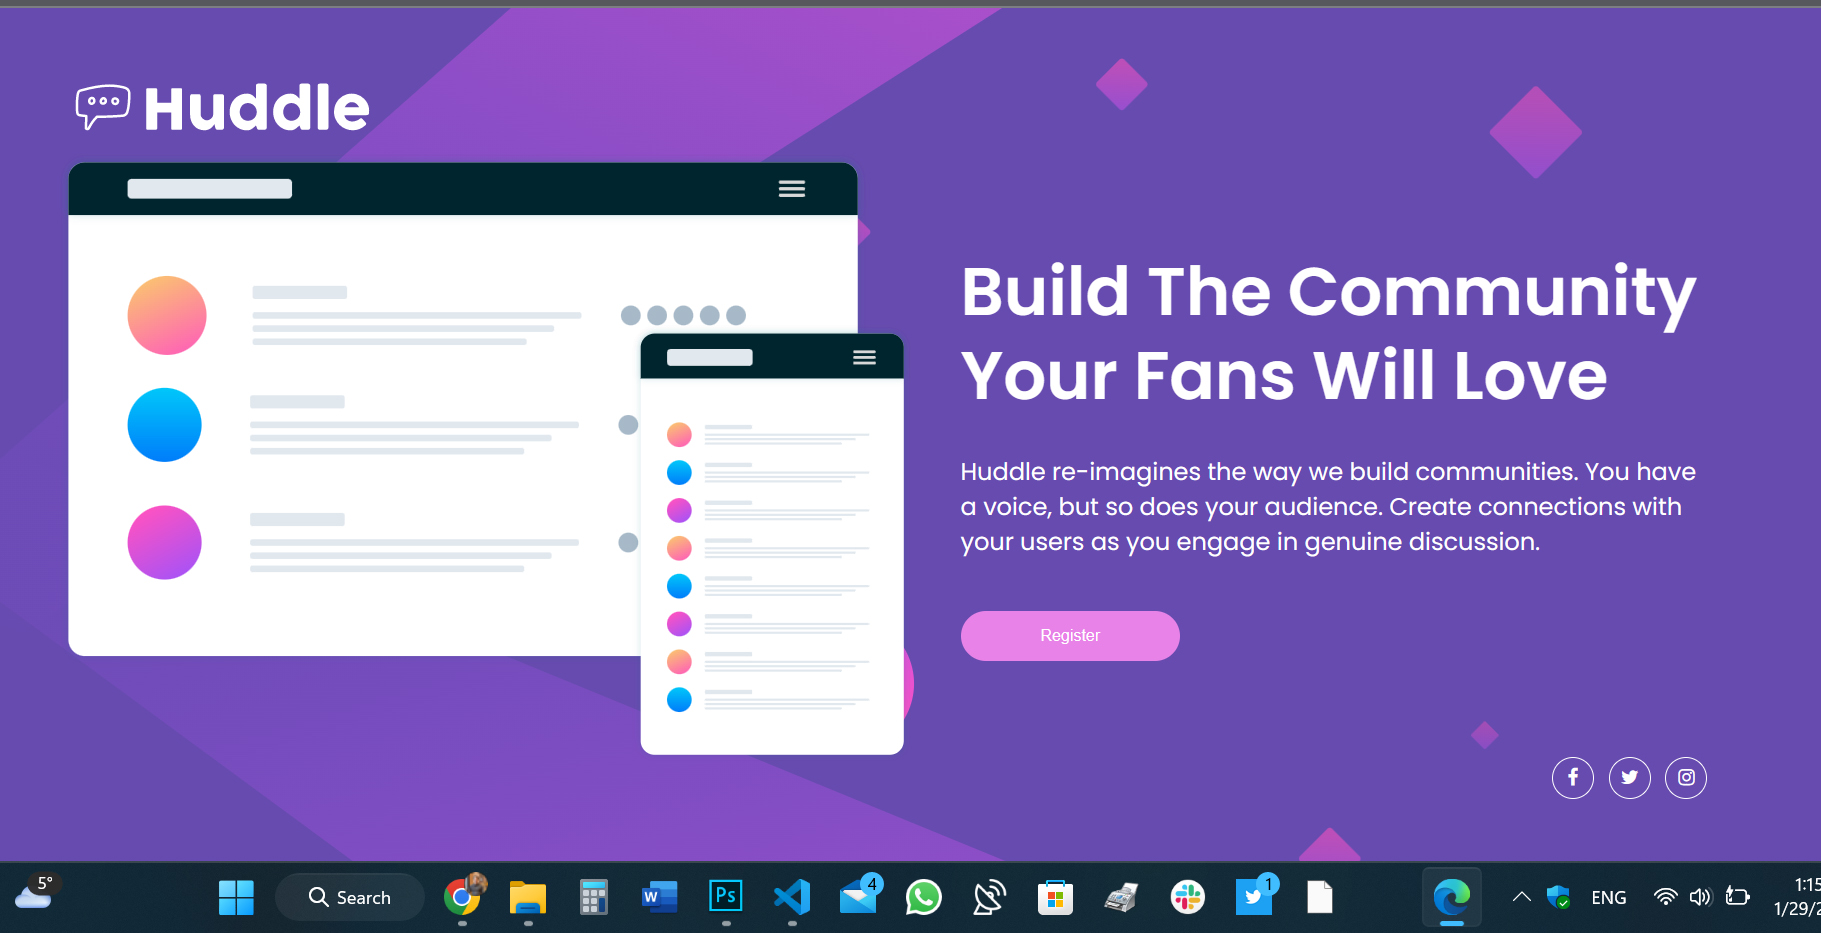 Huddle
Build The Community
Your Fans Will Love
Huddle re-imagines the way we build communities. You have
a voice, but so does your audience. Create connections with
your users as you engage in genuine discussion.
Register
5°
Search
W
Ps
4
1
ENG
1:15
1/29/2